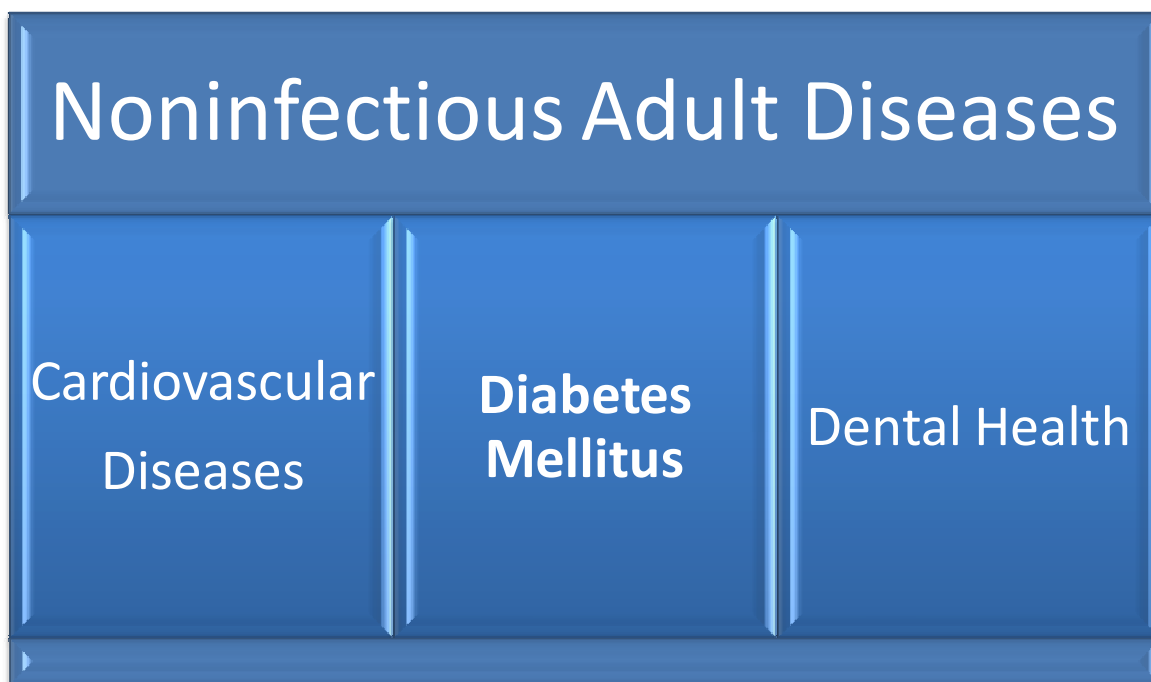 Noninfectious Adult Diseases
Cardiovascular
Diseases
Diabetes
Mellitus
Dental Health